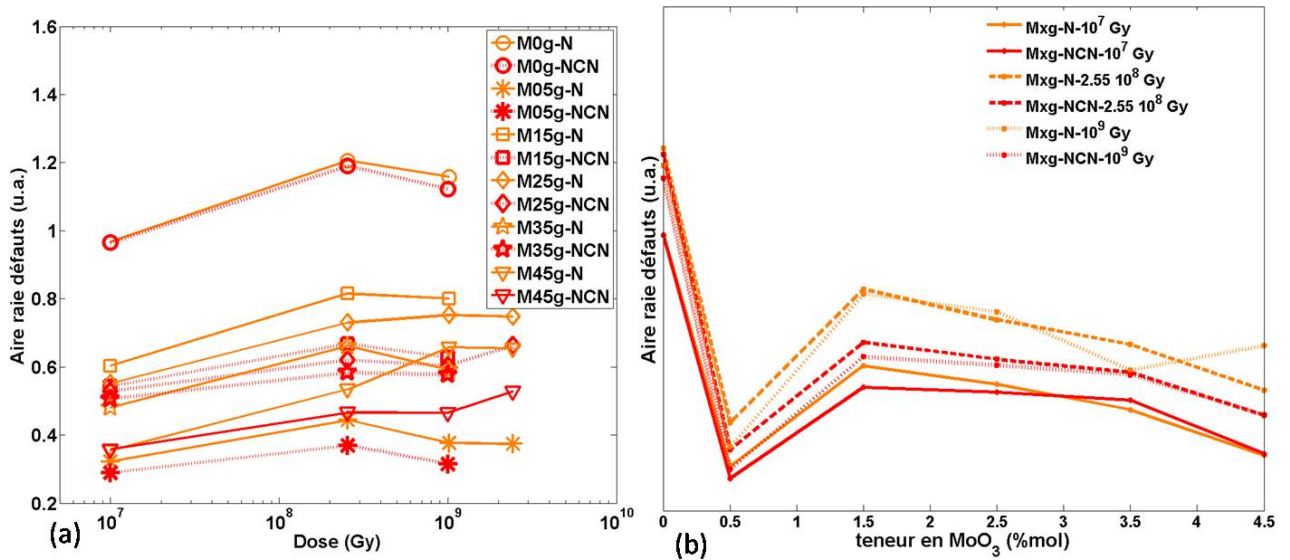 1.6
1.4
1.2
1
0.8
0.6
0.4
0.2
Aire raie défauts (u.a.)
10^7
10^8
10^9
10^10
Dose (Gy)
(a)
M0g-N
M0g-NCN
M05g-N
M05g-NCN
M15g-N
M15g-NCN
M25g-N
M25g-NCN
M35g-N
M35g-NCN
M45g-N
M45g-NCN
Aire raie défauts (u.a.)
Mxg-N-10^7 Gy
Mxg-NCN-10^7 Gy
Mxg-N-2.55 10^8 Gy
Mxg-NCN-2.55 10^8 Gy
Mxg-N-10^9 Gy
Mxg-NCN-10^9 Gy
0 0.5 1 1.5 2 2.5 3 3.5 4 4.5
teneur en MoO3 (%mol)
(b)